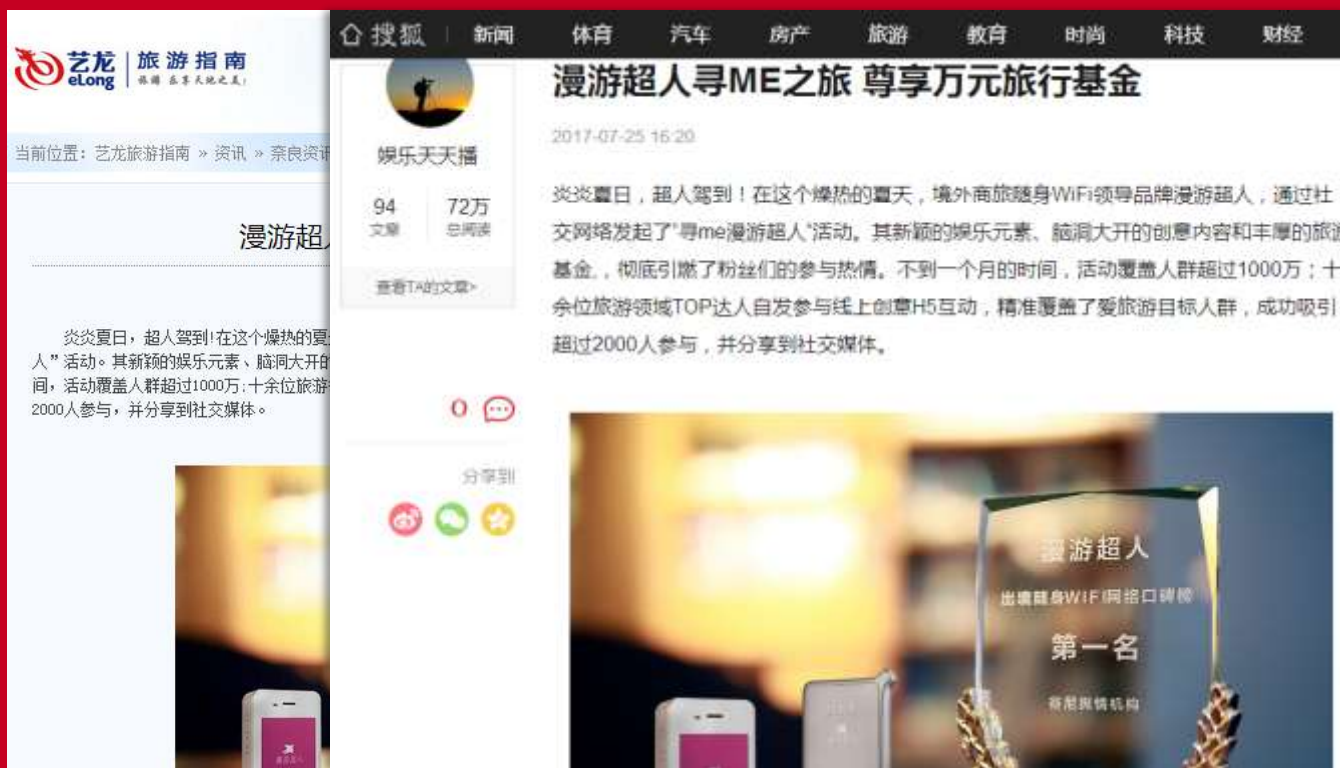 艺龙
eLong
旅游指南
当前位置：艺龙旅游指南 » 资讯 » 奈良资讯
漫游超人
炎炎夏日，超人驾到!在这个燥热的夏
人”活动。其新颖的娱乐元素、脑洞大开的
间，活动覆盖人群超过1000万;十余位旅游
2000人参与，并分享到社交媒体。
搜狐 新闻 体育 汽车 房产 旅游 教育 时尚 科技 财经
娱乐天天播
94 72万
文章 总阅读
查看TA的文章>
0
分享到
漫游超人寻ME之旅 尊享万元旅行基金
2017-07-25 16:20
炎炎夏日，超人驾到！在这个燥热的夏天，境外商旅随身WiFi领导品牌漫游超人，通过社
交网络发起了“寻me漫游超人”活动。其新颖的娱乐元素、脑洞大开的创意内容和丰厚的旅游
基金.，彻底引燃了粉丝们的参与热情。不到一个月的时间，活动覆盖人群超过1000万；十
余位旅游领域TOP达人自发参与线上创意H5互动，精准覆盖了爱旅游目标人群，成功吸引
超过2000人参与，并分享到社交媒体。
漫游超人
出境随身WIFI网络口碑榜
第一名